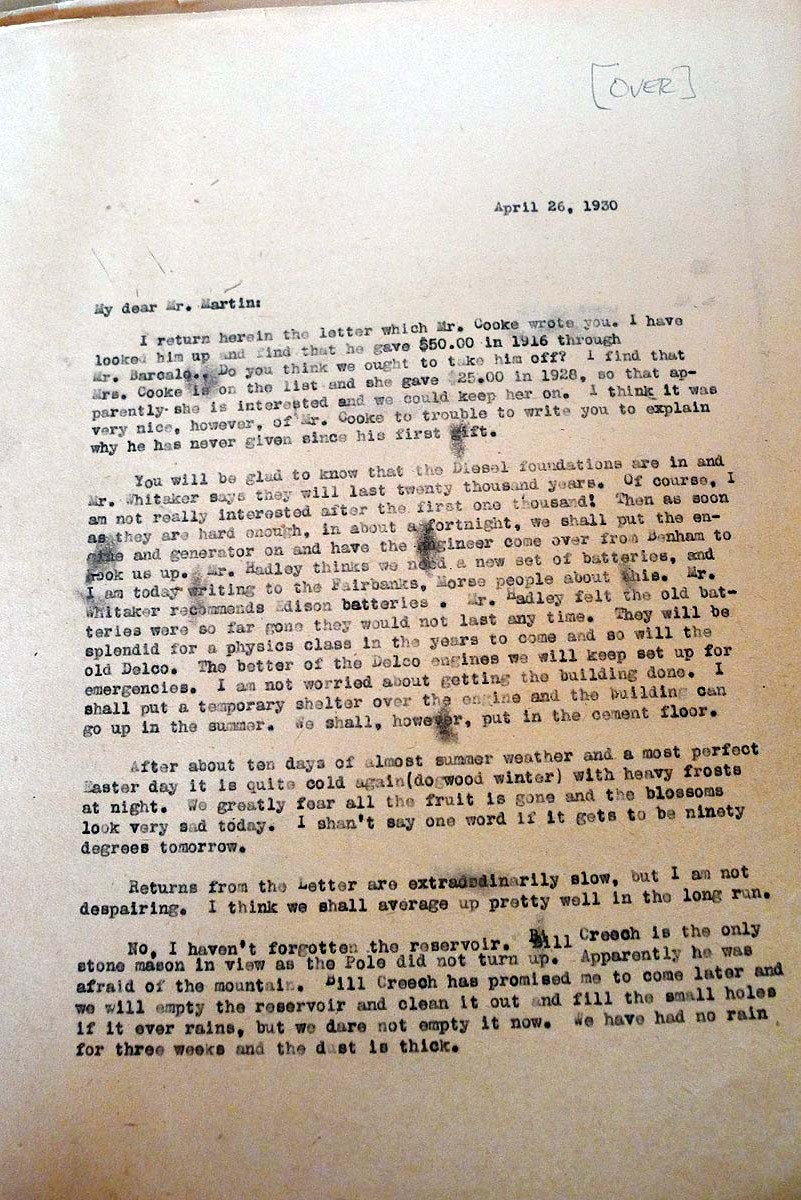 [OVER]
April 26, 1930
My dear Mr. Martin:
I return herein the letter which Mr. Cooke wrote you. I have
looked him up and find that he gave $50.00 in 1916 through
Mr. Barcalo.. Do you think we ought to take him off? I find that
Mrs. Cooke is on the list and she gave $25.00 in 1928, so that ap-
parently she is interested and we could keep her on. I think it was
very nice, however, of Mr. Cooke to trouble to write you to explain
why he has never given since his first gift.
You will be glad to know that the Diesel foundations are in and
Mr. Whitaker says they will last twenty thousand years. Of course, I
am not really interested after the first one thousand! Then as soon
as they are hard enough, in about a fortnight, we shall put the en-
gine and generator on and have the engineer come over from Benham to
hook us up. Mr. Hadley thinks we need a new set of batteries, and
I am today writing to the Fairbanks, Morse people about this. Mr.
Whitaker recommends Edison batteries . Mr. Hadley felt the old bat-
teries were so far gone they would not last any time. They will be
splendid for a physics class in the years to come and so will the
old Delco. The better of the Delco engines we will keep set up for
emergencies. I am not worried about getting the building done. I
shall put a temporary shelter over the engine and the building can
go up in the summer. We shall, however, put in the cement floor.
After about ten days of almost summer weather and a most perfect
Easter day it is quite cold again(dogwood winter) with heavy frosts
at night. We greatly fear all the fruit is gone and the blossoms
look very sad today. I shan't say one word if it gets to be ninety
degrees tomorrow.
Returns from the Letter are extraordinarily slow, but I am not
despairing. I think we shall average up pretty well in the long run.
No, I haven't forgotten the reservoir. Bill Creech is the only
stone mason in view as the Pole did not turn up. Apparently he was
afraid of the mountain. Bill Creech has promised me to come later and
we will empty the reservoir and clean it out and fill the small holes
if it ever rains, but we dare not empty it now. We have had no rain
for three weeks and the dust is thick.